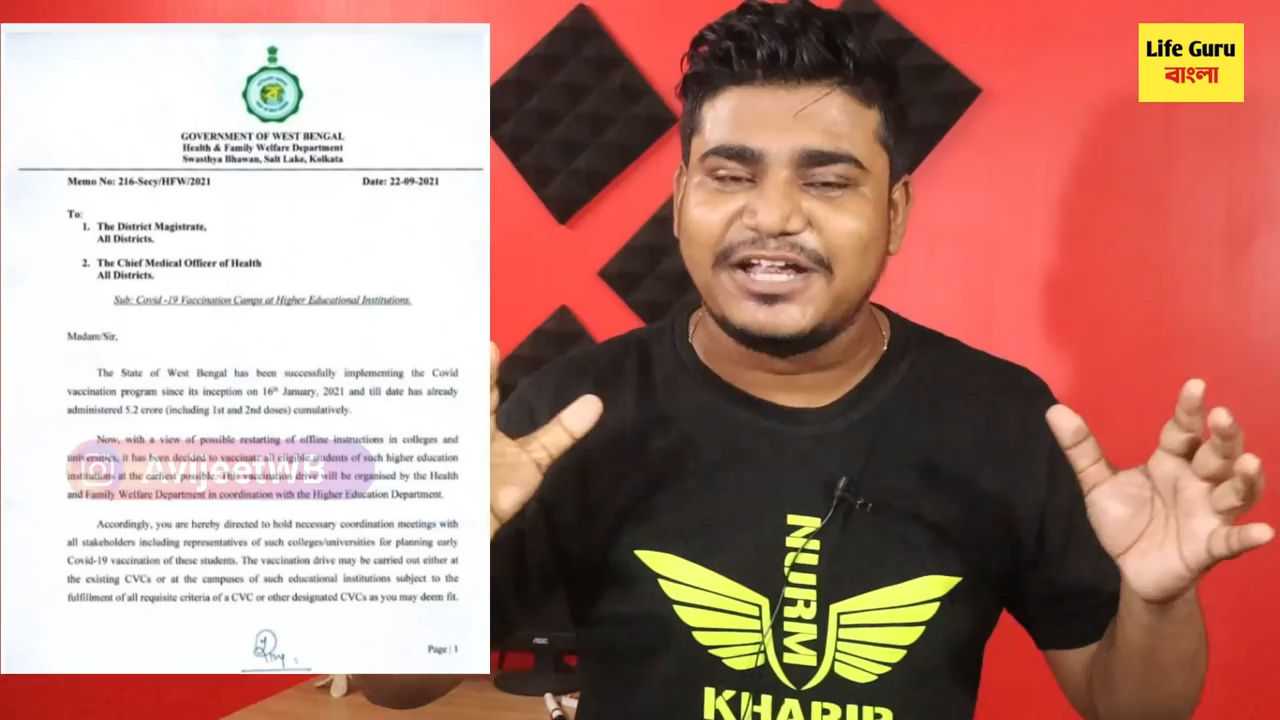 GOVERNMENT OF WEST BENGAL
Health & Family Welfare Department
Swasthya Bhawan, Salt Lake, Kolkata
Memo No: 216-Secy/HFW/2021 Date: 22-09-2021
To:
1. The District Magistrate,
All Districts.
2. The Chief Medical Officer of Health
All Districts.
Sub: Covid -19 Vaccination Camps at Higher Educational Institutions.
Madam/Sir,
The State of West Bengal has been successfully implementing the Covid
vaccination program since its inception on 16th January, 2021 and till date has already
administered 5.2 crore (including 1st and 2nd doses) cumulatively.
Now, with a view of possible restarting of offline instructions in colleges and
universities, it has been decided to vaccinate all eligible students of such higher education
institutions at the earliest possible. This vaccination drive will be organised by the Health
and Family Welfare Department in coordination with the Higher Education Department.
Accordingly, you are hereby directed to hold necessary coordination meetings with
all stakeholders including representatives of such colleges/universities for planning early
Covid-19 vaccination of these students. The vaccination drive may be carried out either at
the existing CVCs or at the campuses of such educational institutions subject to the
fulfillment of all requisite criteria of a CVC or other designated CVCs as you may deem fit.
Page | 1
AvijeetWB
Life Guru
বাংলা
NURM
KHABIB
AOC